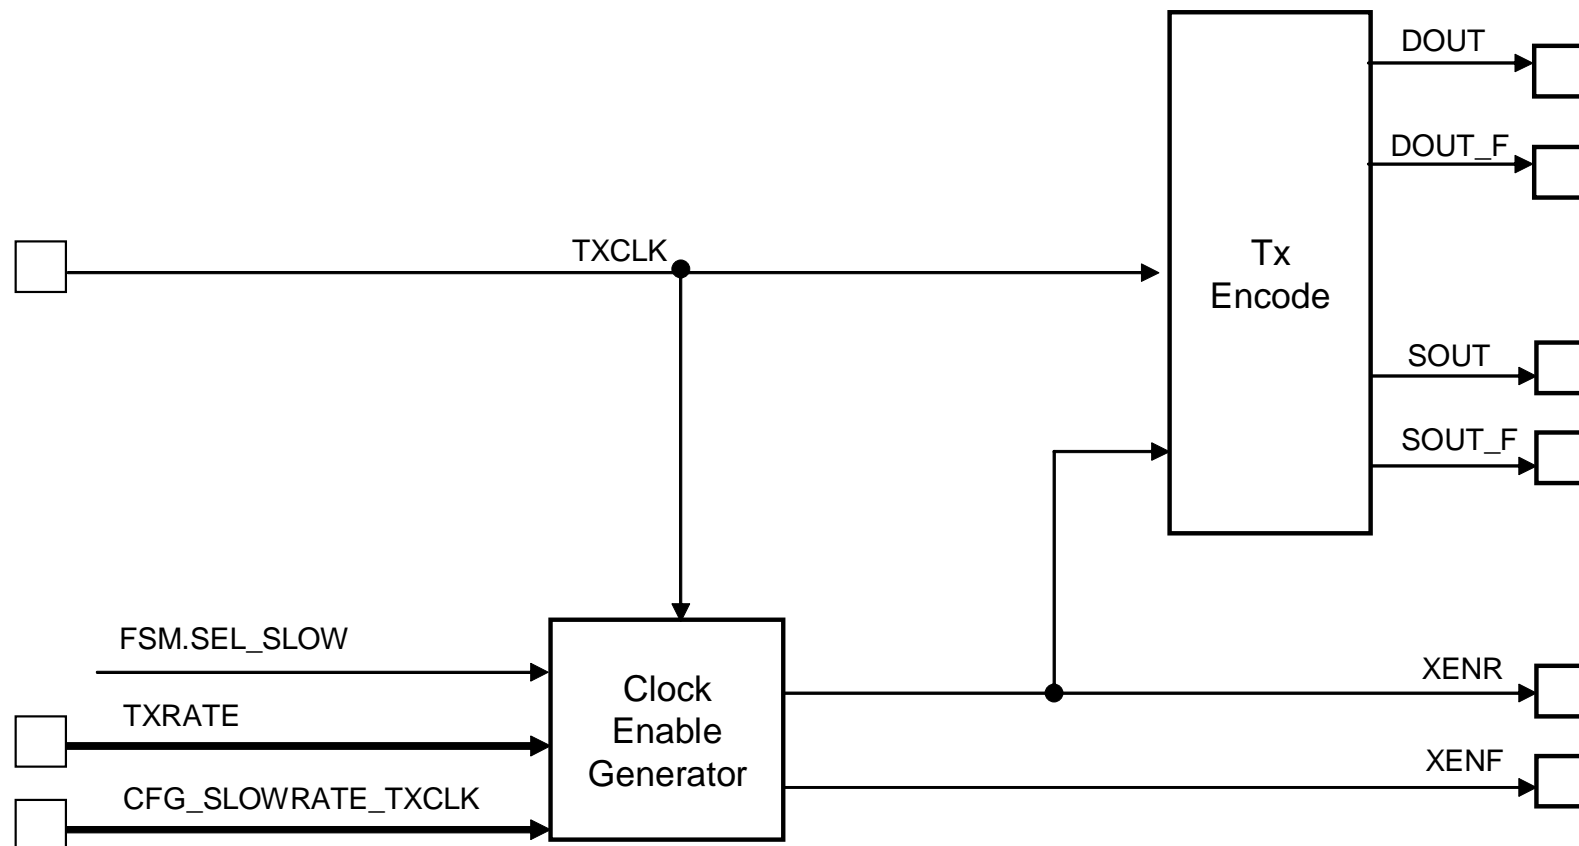 DOUT
DOUT_F
TXCLK
Tx
Encode
SOUT
SOUT_F
FSM.SEL_SLOW
TXRATE
CFG_SLOWRATE_TXCLK
Clock
Enable
Generator
XENR
XENF